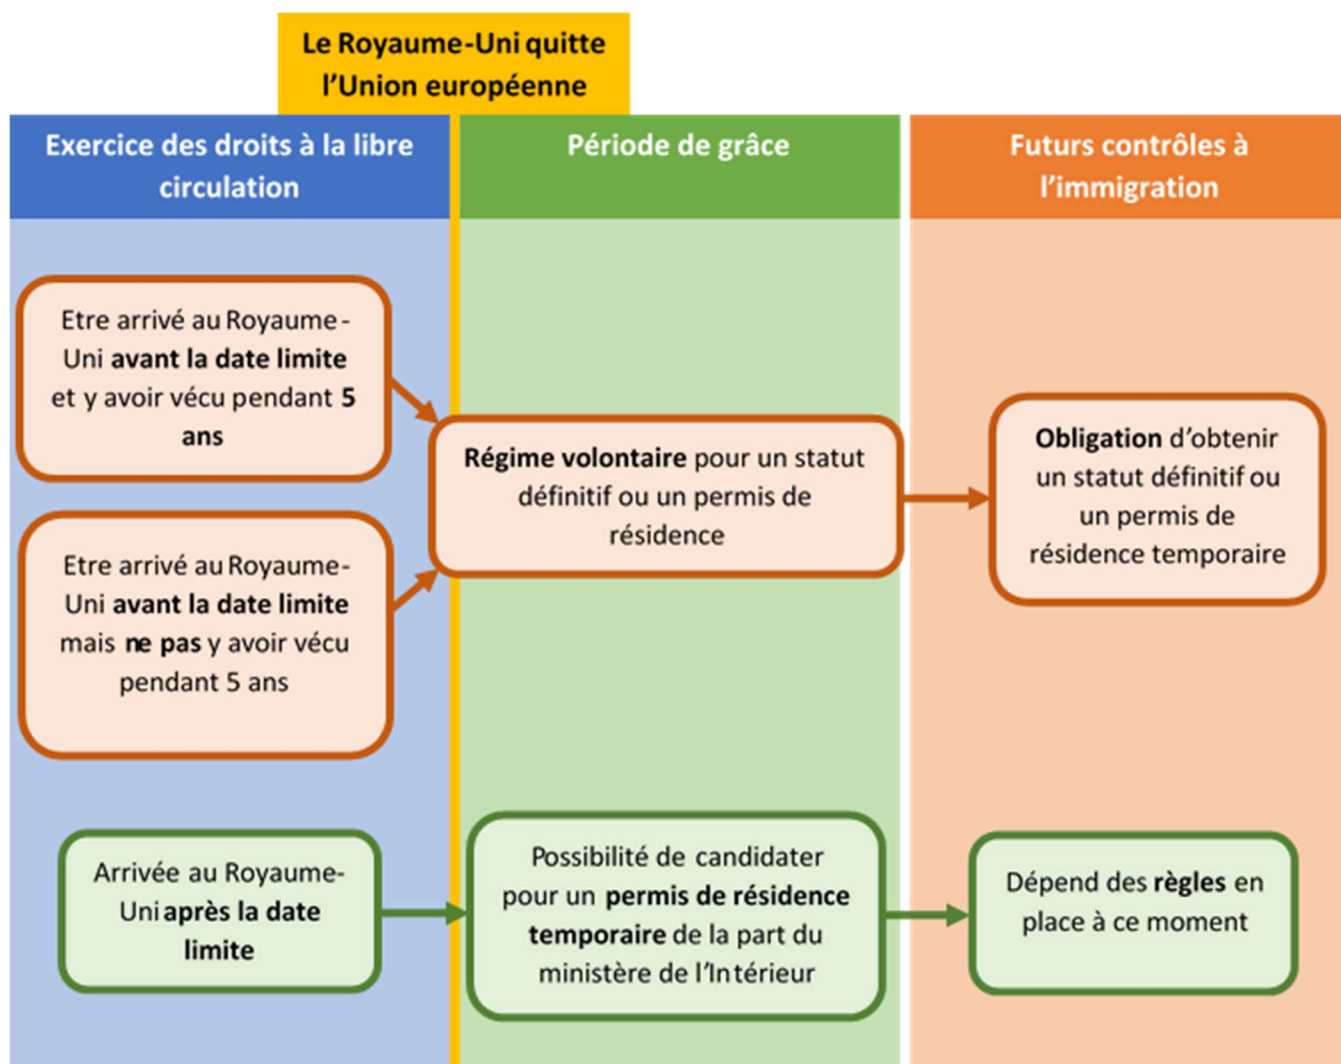 Le Royaume-Uni quitte
l'Union européenne
Exercice des droits à la libre
circulation
Période de grâce
Futurs contrôles à
l'immigration
Etre arrivé au Royaume-
Uni avant la date limite
et y avoir vécu pendant 5
ans
Régime volontaire pour un statut
définitif ou un permis de
résidence
Obligation d'obtenir
un statut définitif ou
un permis de
résidence temporaire
Etre arrivé au Royaume-
Uni avant la date limite
mais ne pas y avoir vécu
pendant 5 ans
Arrivée au Royaume-
Uni après la date
limite
Possibilité de candidater
pour un permis de résidence
temporaire de la part du
ministère de l'Intérieur
Dépend des règles en
place à ce moment